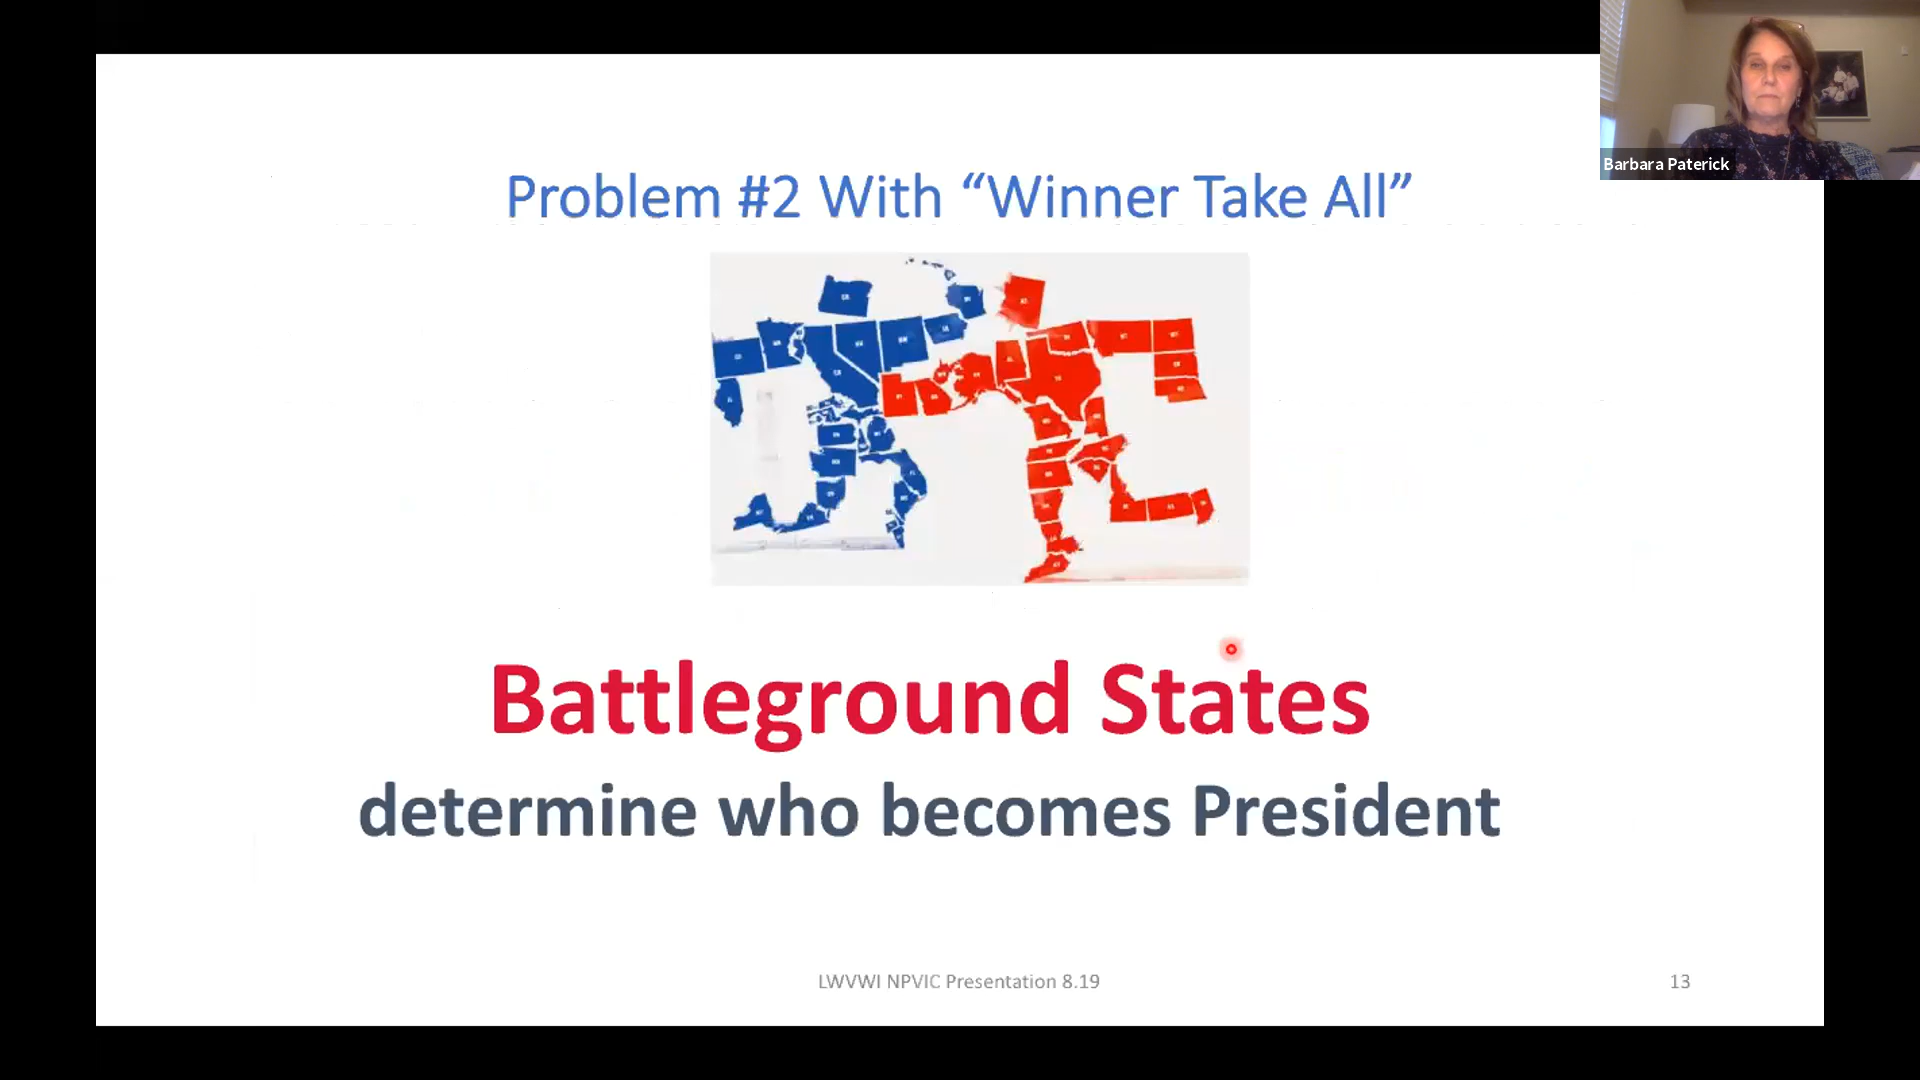 Barbara Paterick
Problem #2 With “Winner Take All”
Battleground States
determine who becomes President
LWVWI NPVIC Presentation 8.19
13